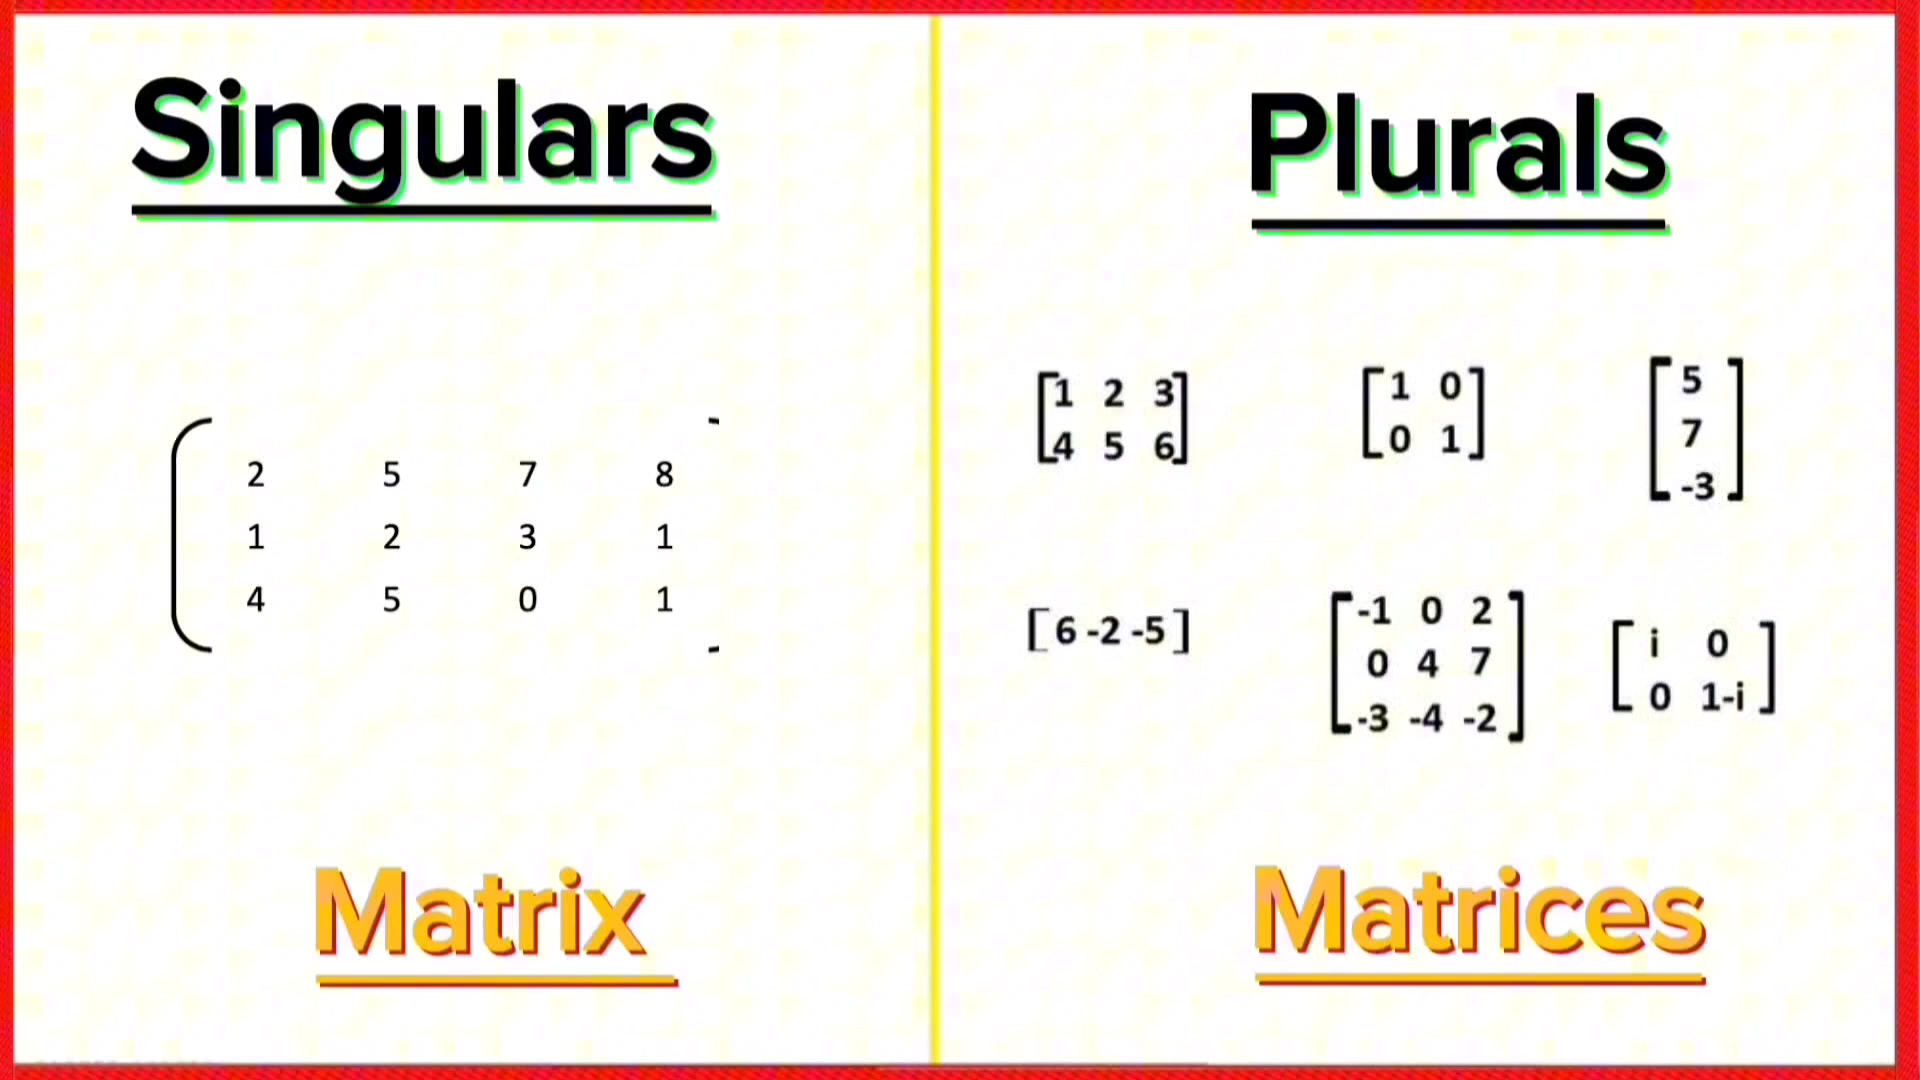 Singulars
2 5 7 8
1 2 3 1
4 5 0 1
Matrix
Plurals
1 2 3
4 5 6
1 0
0 1
5
7
-3
[6 -2 -5]
-1 0 2
0 4 7
-3 -4 -2
i 0
0 1-i
Matrices